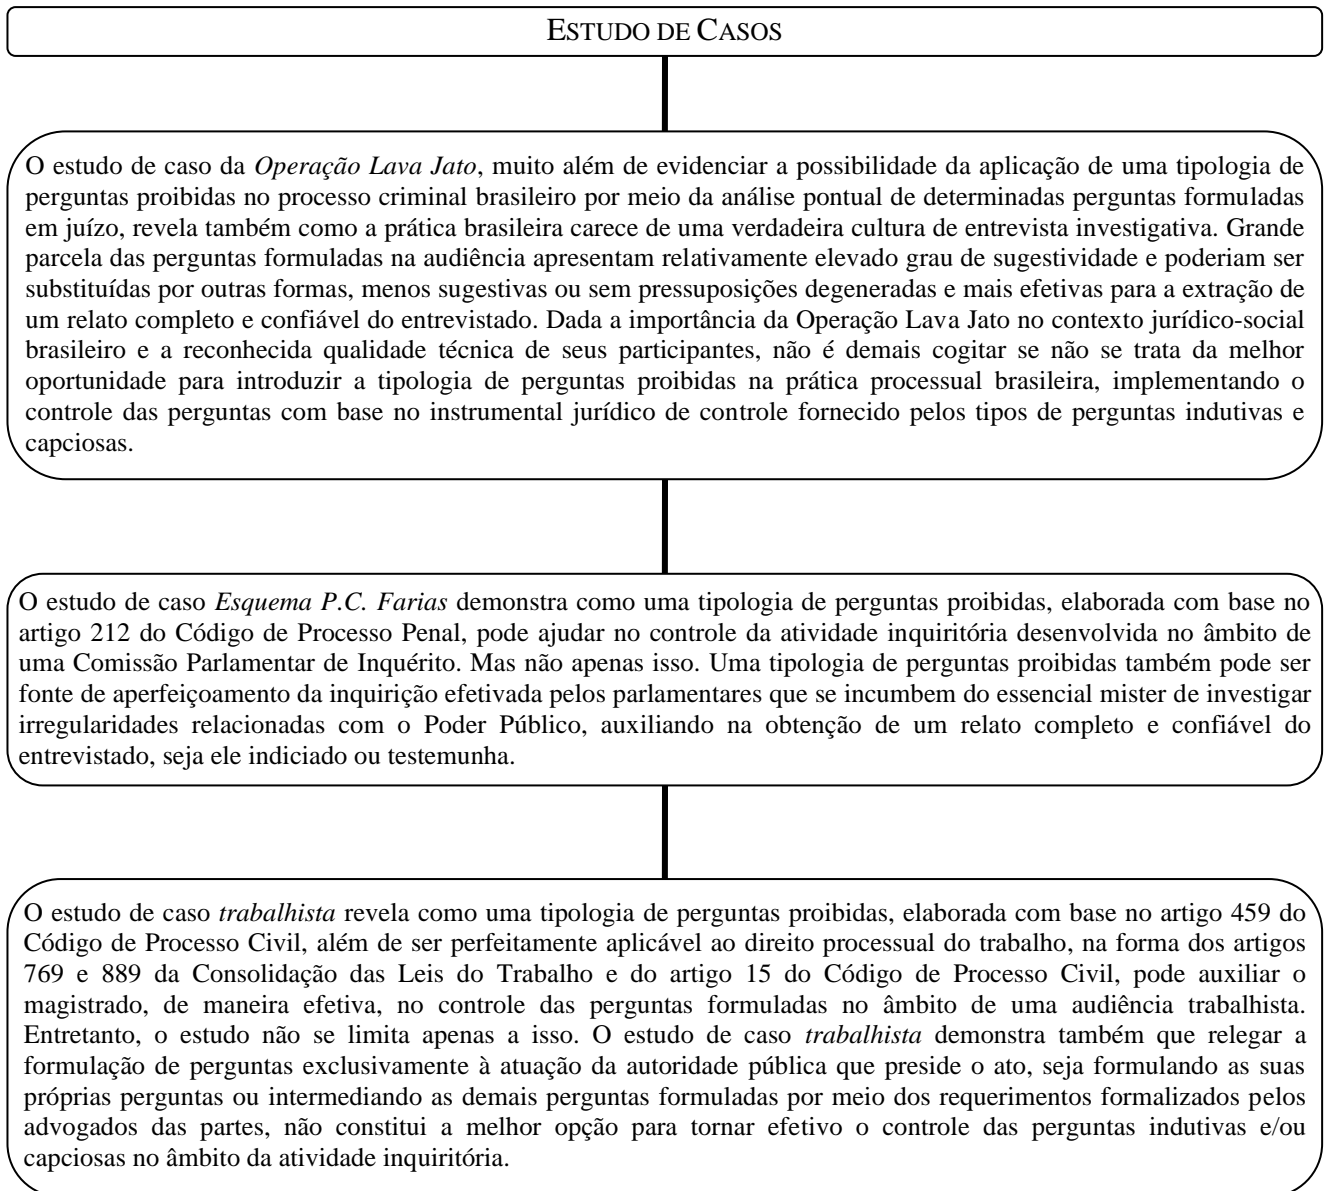 ESTUDO DE CASOS
O estudo de caso da Operação Lava Jato, muito além de evidenciar a possibilidade da aplicação de uma tipologia de
perguntas proibidas no processo criminal brasileiro por meio da análise pontual de determinadas perguntas formuladas
em juízo, revela também como a prática brasileira carece de uma verdadeira cultura de entrevista investigativa. Grande
parcela das perguntas formuladas na audiência apresentam relativamente elevado grau de sugestividade e poderiam ser
substituídas por outras formas, menos sugestivas ou sem pressuposições degeneradas e mais efetivas para a extração de
um relato completo e confiável do entrevistado. Dada a importância da Operação Lava Jato no contexto jurídico-social
brasileiro e a reconhecida qualidade técnica de seus participantes, não é demais cogitar se não se trata da melhor
oportunidade para introduzir a tipologia de perguntas proibidas na prática processual brasileira, implementando o
controle das perguntas com base no instrumental jurídico de controle fornecido pelos tipos de perguntas indutivas e
capciosas.
O estudo de caso Esquema P.C. Farias demonstra como uma tipologia de perguntas proibidas, elaborada com base no
artigo 212 do Código de Processo Penal, pode ajudar no controle da atividade inquiritória desenvolvida no âmbito de
uma Comissão Parlamentar de Inquérito. Mas não apenas isso. Uma tipologia de perguntas proibidas também pode ser
fonte de aperfeiçoamento da inquirição efetivada pelos parlamentares que se incumbem do essencial mister de investigar
irregularidades relacionadas com o Poder Público, auxiliando na obtenção de um relato completo e confiável do
entrevistado, seja ele indiciado ou testemunha.
O estudo de caso trabalhista revela como uma tipologia de perguntas proibidas, elaborada com base no artigo 459 do
Código de Processo Civil, além de ser perfeitamente aplicável ao direito processual do trabalho, na forma dos artigos
769 e 889 da Consolidação das Leis do Trabalho e do artigo 15 do Código de Processo Civil, pode auxiliar o
magistrado, de maneira efetiva, no controle das perguntas formuladas no âmbito de uma audiência trabalhista.
Entretanto, o estudo não se limita apenas a isso. O estudo de caso trabalhista demonstra também que relegar a
formulação de perguntas exclusivamente à atuação da autoridade pública que preside o ato, seja formulando as suas
próprias perguntas ou intermediando as demais perguntas formuladas por meio dos requerimentos formalizados pelos
advogados das partes, não constitui a melhor opção para tornar efetivo o controle das perguntas indutivas e/ou
capciosas no âmbito da atividade inquiritória.